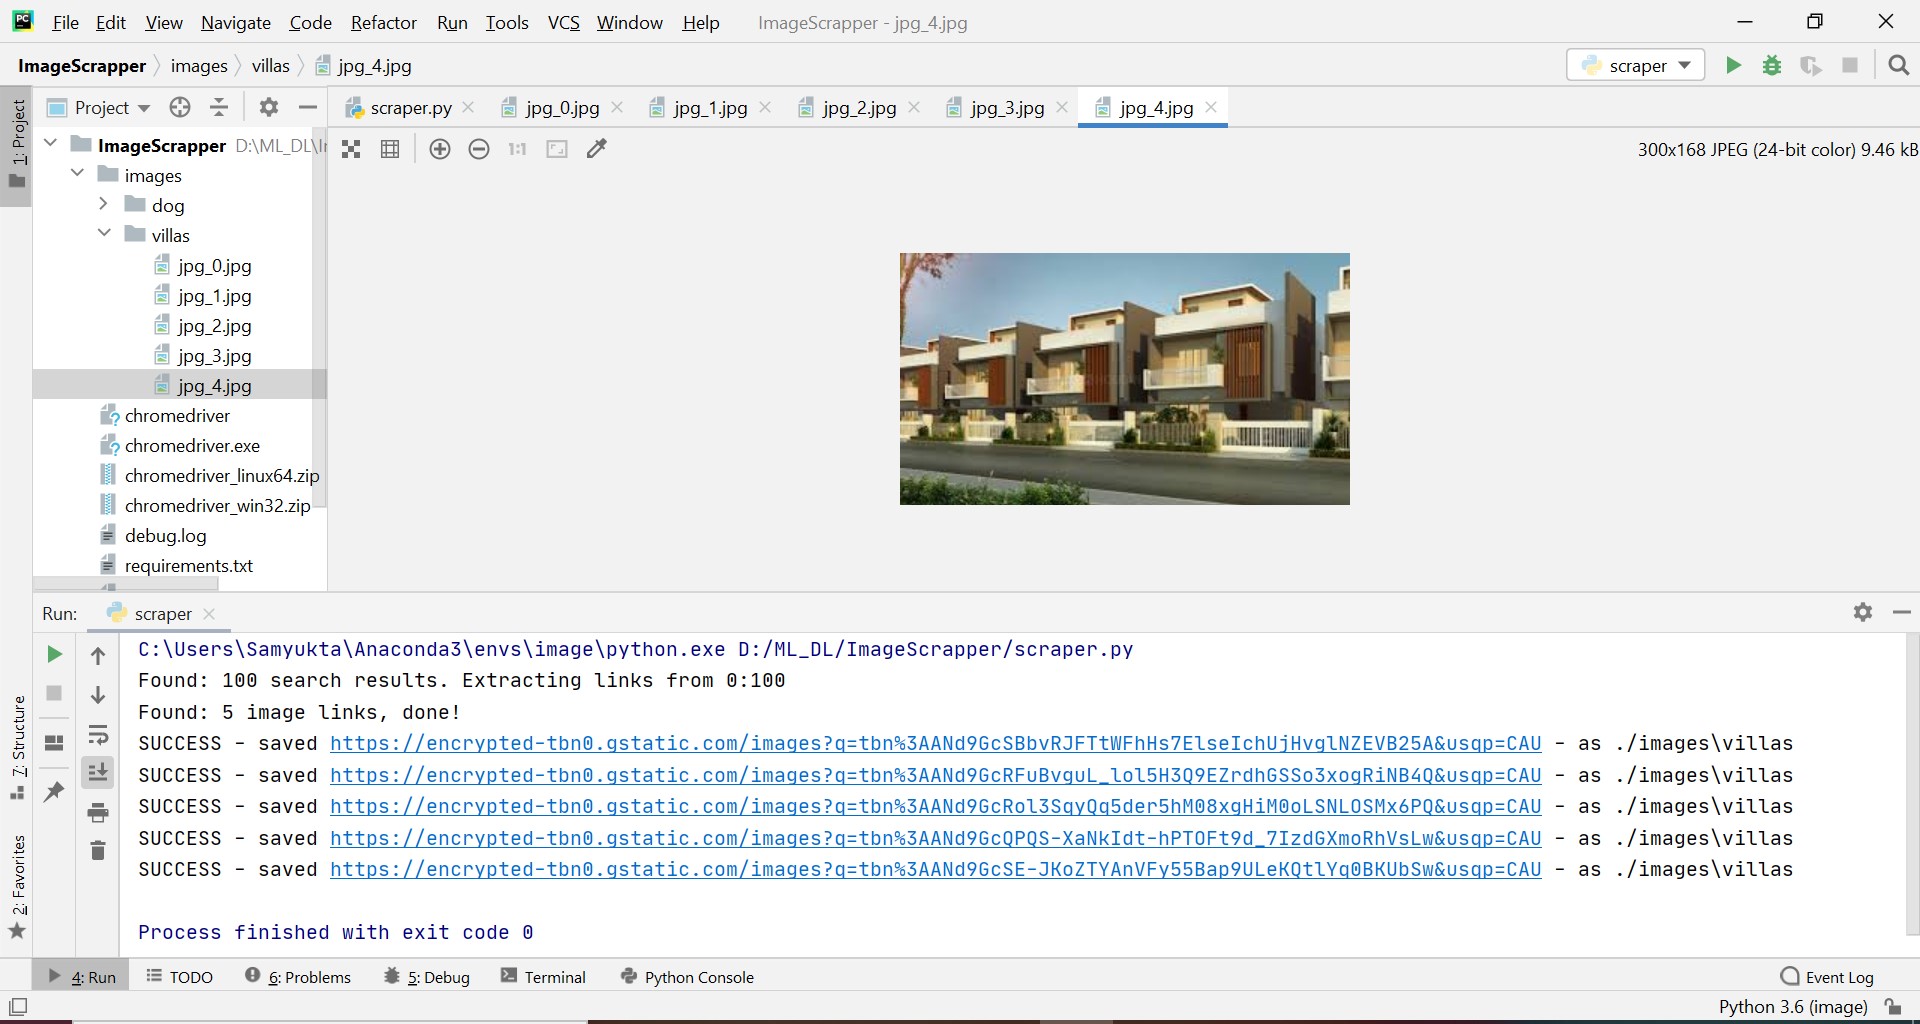 File Edit View Navigate Code Refactor Run Tools VCS Window Help ImageScrapper - jpg_4.jpg
ImageScrapper images villas jpg_4.jpg scraper
Project scraper.py jpg_0.jpg jpg_1.jpg jpg_2.jpg jpg_3.jpg jpg_4.jpg
1: Project
ImageScrapper D:\ML_DL\
1:1
300x168 JPEG (24-bit color) 9.46 kB
images
dog
villas
jpg_0.jpg
jpg_1.jpg
jpg_2.jpg
jpg_3.jpg
jpg_4.jpg
chromedriver
chromedriver.exe
chromedriver_linux64.zip
chromedriver_win32.zip
debug.log
requirements.txt
Run: scraper
C:\Users\Samyukta\Anaconda3\envs\image\python.exe D:/ML_DL/ImageScrapper/scraper.py
Found: 100 search results. Extracting links from 0:100
Found: 5 image links, done!
SUCCESS - saved https://encrypted-tbn0.gstatic.com/images?q=tbn%3AANd9GcSBbvRJFTtWFhHs7ElseIchUjHvglNZEVB25A&usqp=CAU - as ./images\villas
SUCCESS - saved https://encrypted-tbn0.gstatic.com/images?q=tbn%3AANd9GcRFuBvguL_lol5H3Q9EZrdhGSSo3xogRiNB4Q&usqp=CAU - as ./images\villas
SUCCESS - saved https://encrypted-tbn0.gstatic.com/images?q=tbn%3AANd9GcRol3SqyQq5der5hM08xgHiM0oLSNLOSMx6PQ&usqp=CAU - as ./images\villas
SUCCESS - saved https://encrypted-tbn0.gstatic.com/images?q=tbn%3AANd9GcQPQS-XaNkIdt-hPTOFt9d_7IzdGXmoRhVsLw&usqp=CAU - as ./images\villas
SUCCESS - saved https://encrypted-tbn0.gstatic.com/images?q=tbn%3AANd9GcSE-JKoZTYAnVFy55Bap9ULeKQtlYq0BKUbSw&usqp=CAU - as ./images\villas
Process finished with exit code 0
7: Structure
2: Favorites
4: Run TODO 6: Problems 5: Debug Terminal Python Console Event Log
Python 3.6 (image)